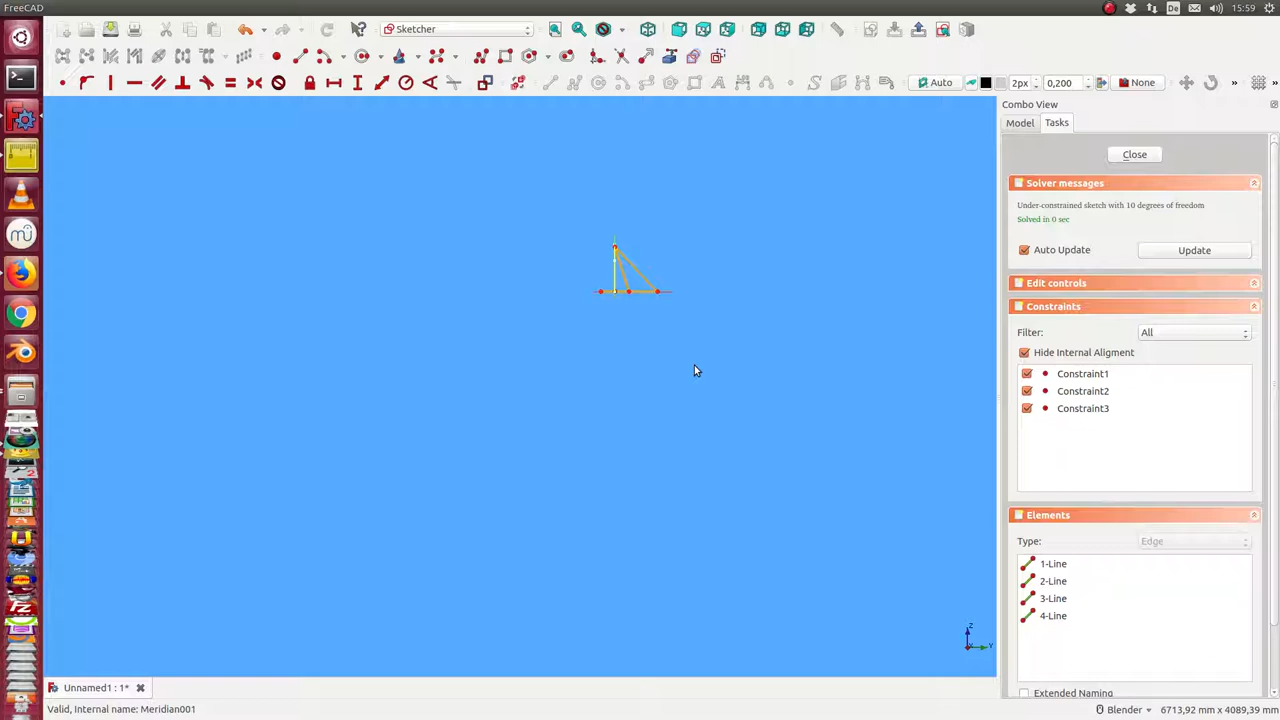 FreeCAD
De
15:59
Sketcher
Auto
2px
0,200
None
»
»
Combo View
Model
Tasks
Close
Solver messages
Under-constrained sketch with 10 degrees of freedom
Solved in 0 sec
Auto Update
Update
Edit controls
Constraints
Filter:
All
Hide Internal Aligment
Constraint1
Constraint2
Constraint3
Elements
Type:
Edge
1-Line
2-Line
3-Line
4-Line
Extended Naming
Z
Y
Unnamed1 : 1*
Valid, Internal name: Meridian001
Blender
6713,92 mm x 4089,39 mm